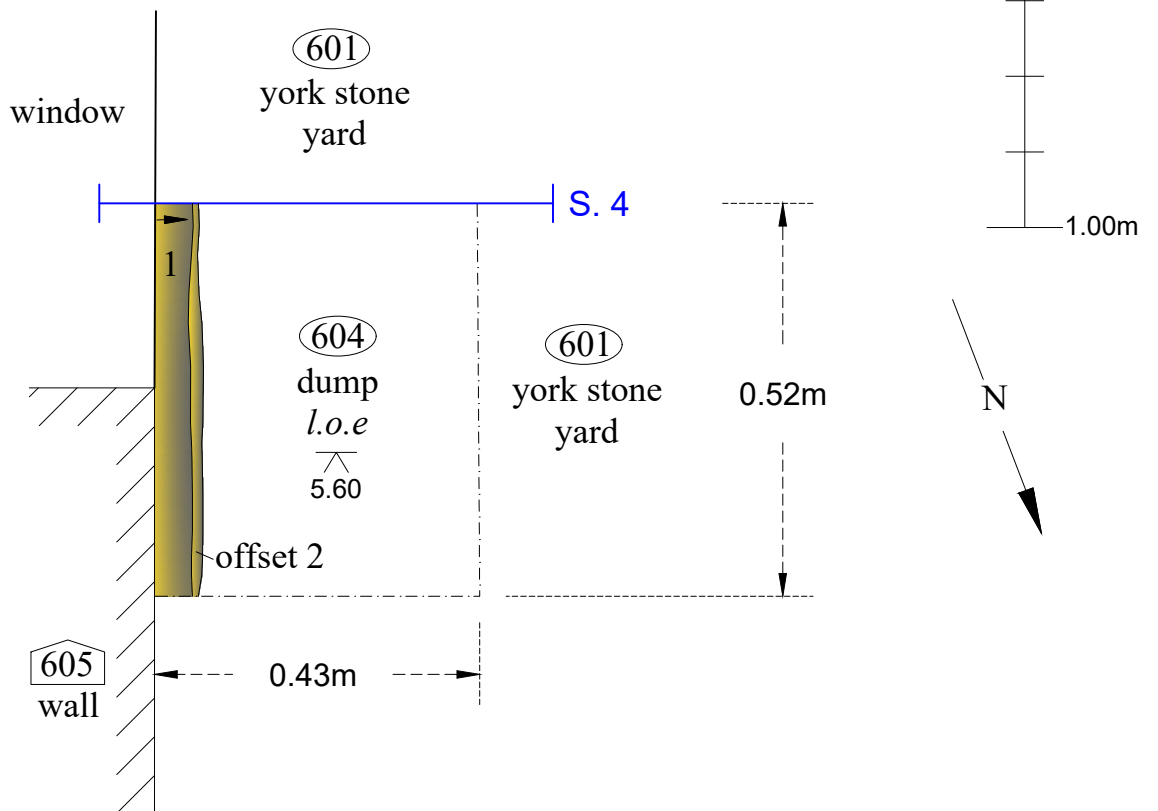 601
york stone
yard
window
S. 4
1.00m
1
604
dump
l.o.e
5.60
601
york stone
yard
0.52m
N
offset 2
605
wall
0.43m